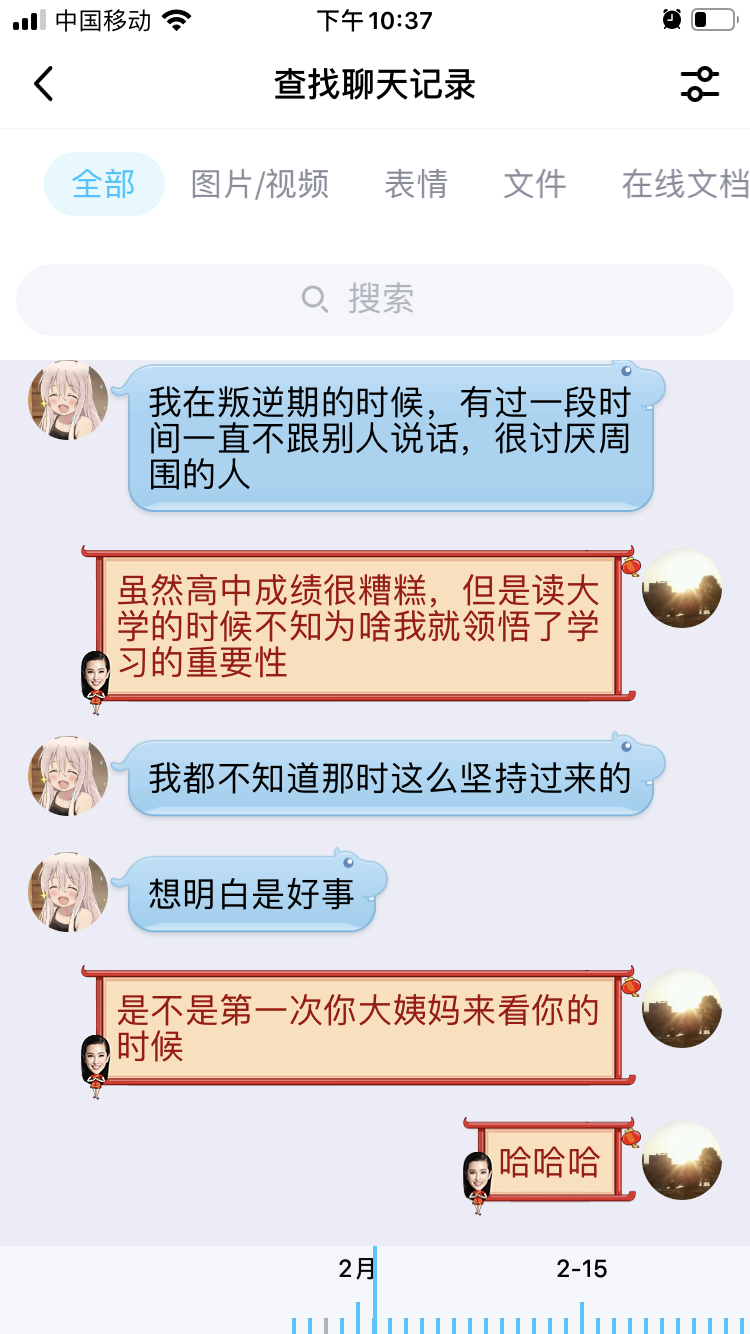 中国移动
下午10:37
查找聊天记录
全部
图片/视频
表情
文件
在线文档
搜索
我在叛逆期的时候，有过一段时
间一直不跟别人说话，很讨厌周
围的人
虽然高中成绩很糟糕，但是读大
学的时候不知为啥我就领悟了学
习的重要性
我都不知道那时这么坚持过来的
想明白是好事
是不是第一次你大姨妈来看你的
时候
哈哈哈
2月
2-15